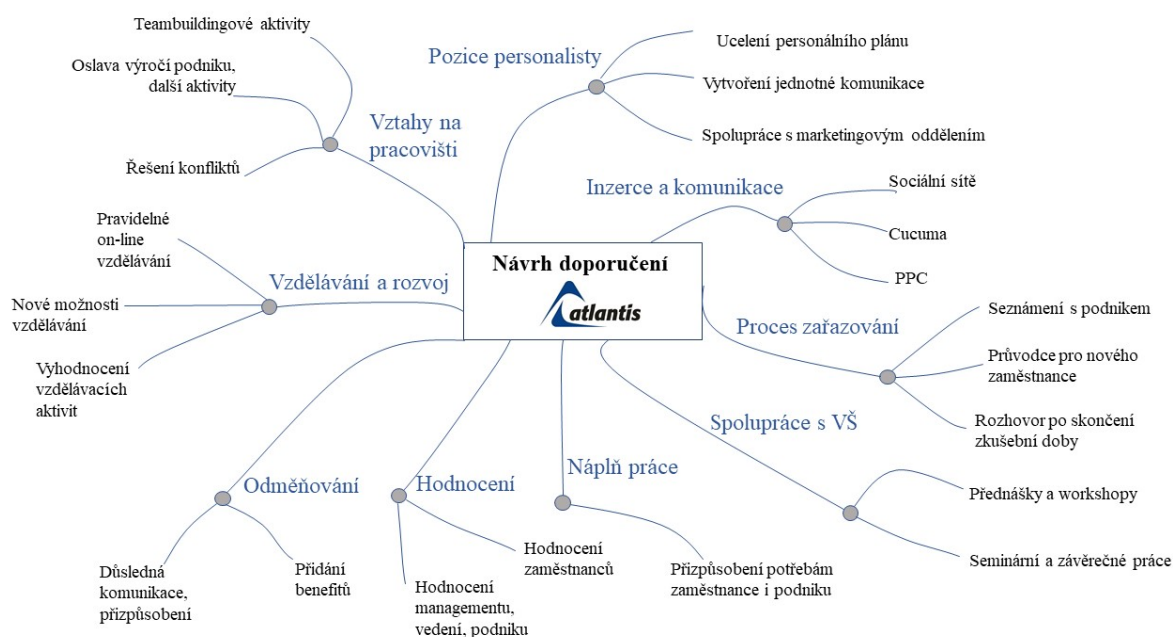 Teambuildingové aktivity
Oslava výročí podniku,
další aktivity
Řešení konfliktů
Vztahy na
pracovišti
Pozice personalisty
Ucelení personálního plánu
Vytvoření jednotné komunikace
Spolupráce s marketingovým oddělením
Inzerce a komunikace
Sociální sítě
Cucuma
PPC
Pravidelné
on-line
vzdělávání
Nové možnosti
vzdělávání
Vyhodnocení
vzdělávacích
aktivit
Vzdělávání a rozvoj
Návrh doporučení
atlantis
Proces zařazování
Seznámení s podnikem
Průvodce pro nového
zaměstnance
Rozhovor po skončení
zkušební doby
Spolupráce s VŠ
Přednášky a workshopy
Seminární a závěrečné práce
Odměňování
Důsledná
komunikace,
přizpůsobení
Přidání
benefitů
Hodnocení
Hodnocení
managementu,
vedení, podniku
Hodnocení
zaměstnanců
Náplň práce
Přizpůsobení potřebám
zaměstnance i podniku